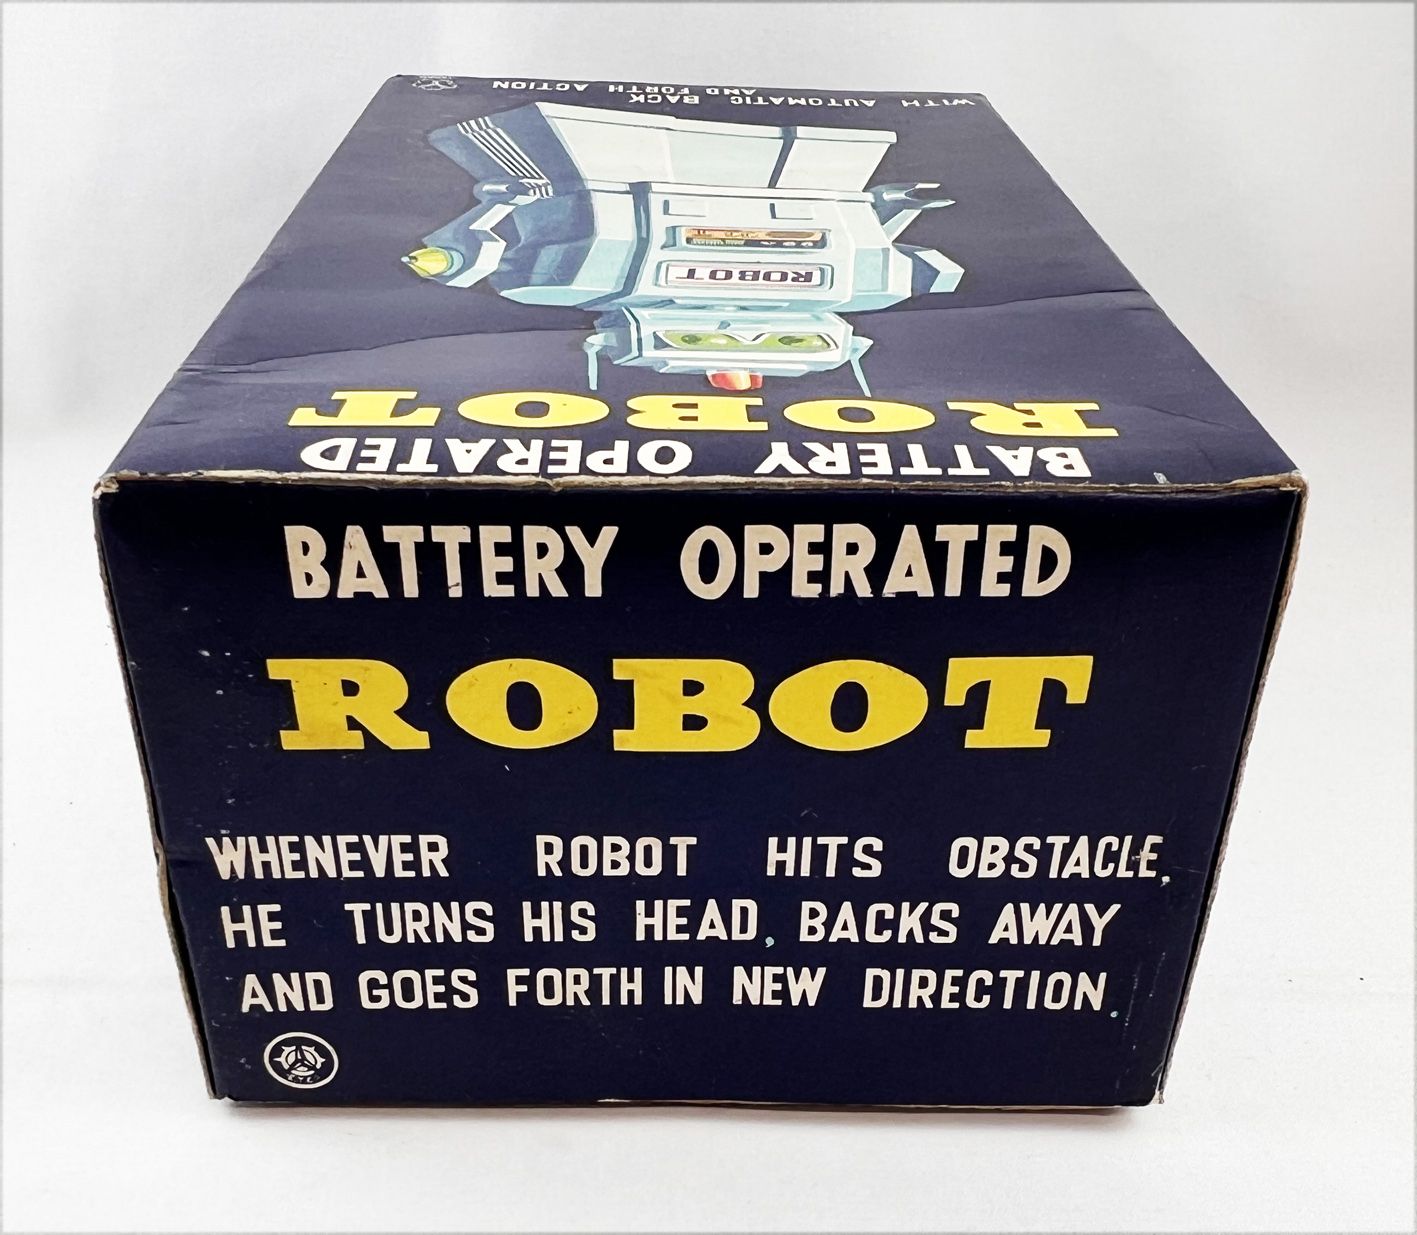 WITH AUTOMATIC BACK
AND FORTH ACTION
ROBOT
ROBOT
BATTERY OPERATED
BATTERY OPERATED
ROBOT
WHENEVER ROBOT HITS OBSTACLE,
HE TURNS HIS HEAD, BACKS AWAY
AND GOES FORTH IN NEW DIRECTION.